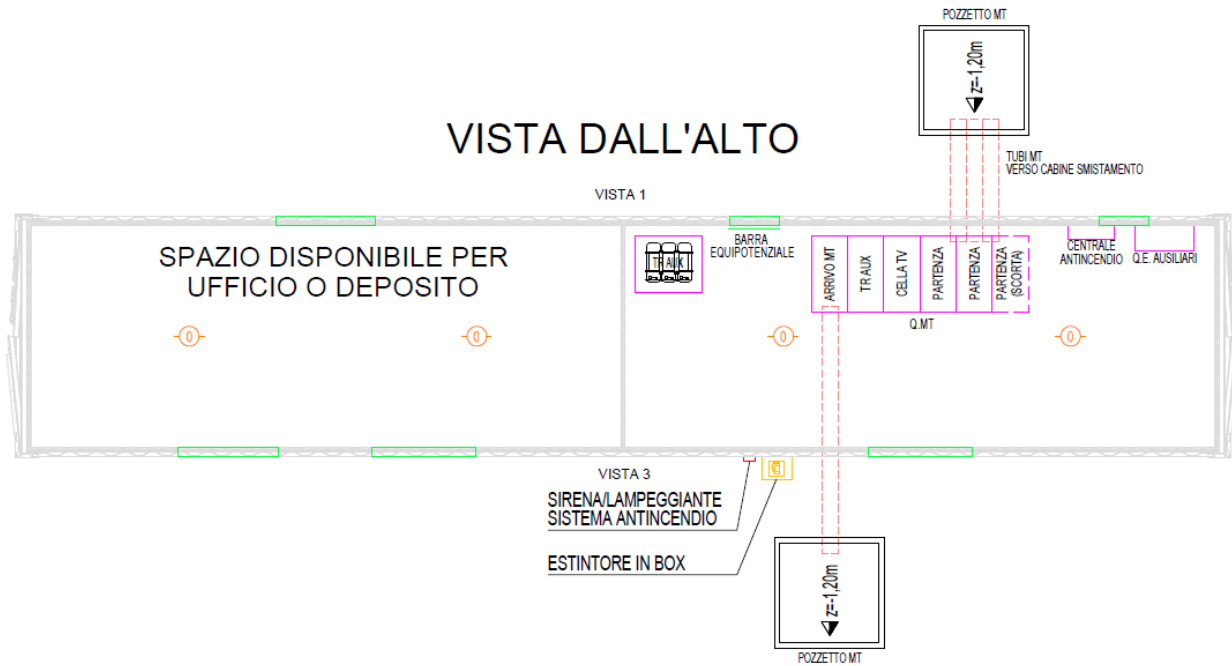 POZZETTO MT
z=-1,20m
VISTA DALL'ALTO
TUBI MT
VERSO CABINE SMISTAMENTO
VISTA 1
SPAZIO DISPONIBILE PER
UFFICIO O DEPOSITO
TR AUX
BARRA
EQUIPOTENZIALE
ARRIVO MT
TR AUX
CELLA TV
PARTENZA
PARTENZA
PARTENZA
(SCORTA)
Q.MT
CENTRALE
ANTINCENDIO
Q.E. AUSILIARI
VISTA 3
SIRENA/LAMPEGGIANTE
SISTEMA ANTINCENDIO
ESTINTORE IN BOX
z=-1,20m
POZZETTO MT